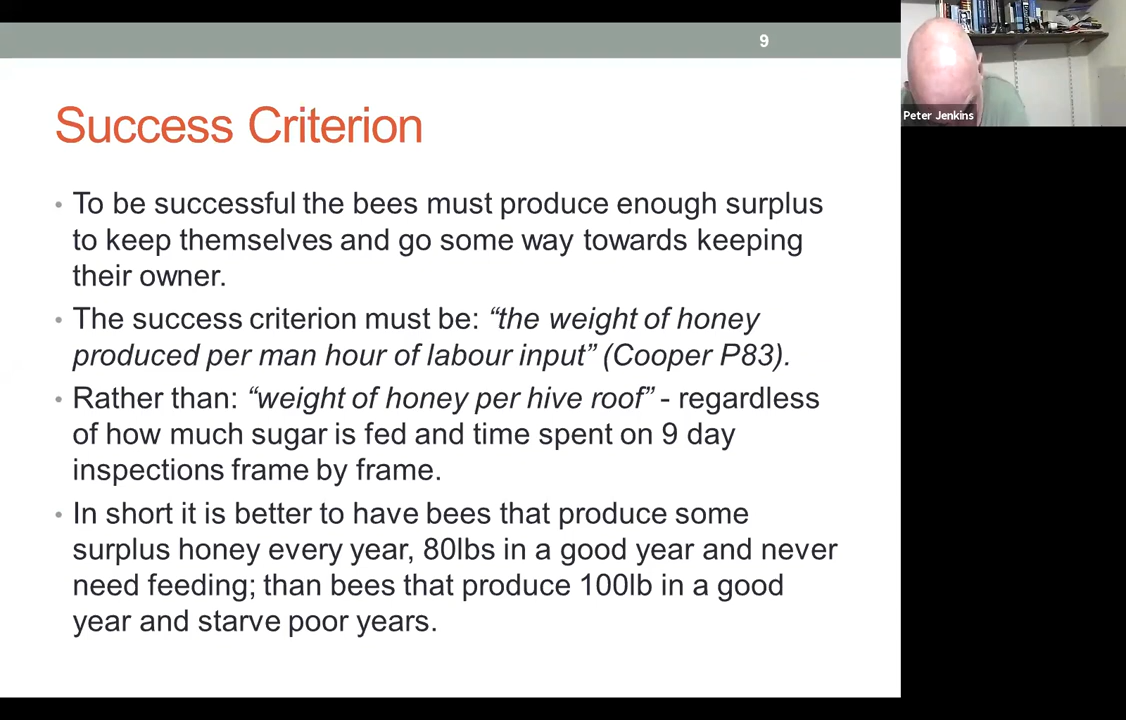 9
Success Criterion
• To be successful the bees must produce enough surplus
to keep themselves and go some way towards keeping
their owner.
• The success criterion must be: “the weight of honey
produced per man hour of labour input” (Cooper P83).
• Rather than: “weight of honey per hive roof” - regardless
of how much sugar is fed and time spent on 9 day
inspections frame by frame.
• In short it is better to have bees that produce some
surplus honey every year, 80lbs in a good year and never
need feeding; than bees that produce 100lb in a good
year and starve poor years.
Peter Jenkins